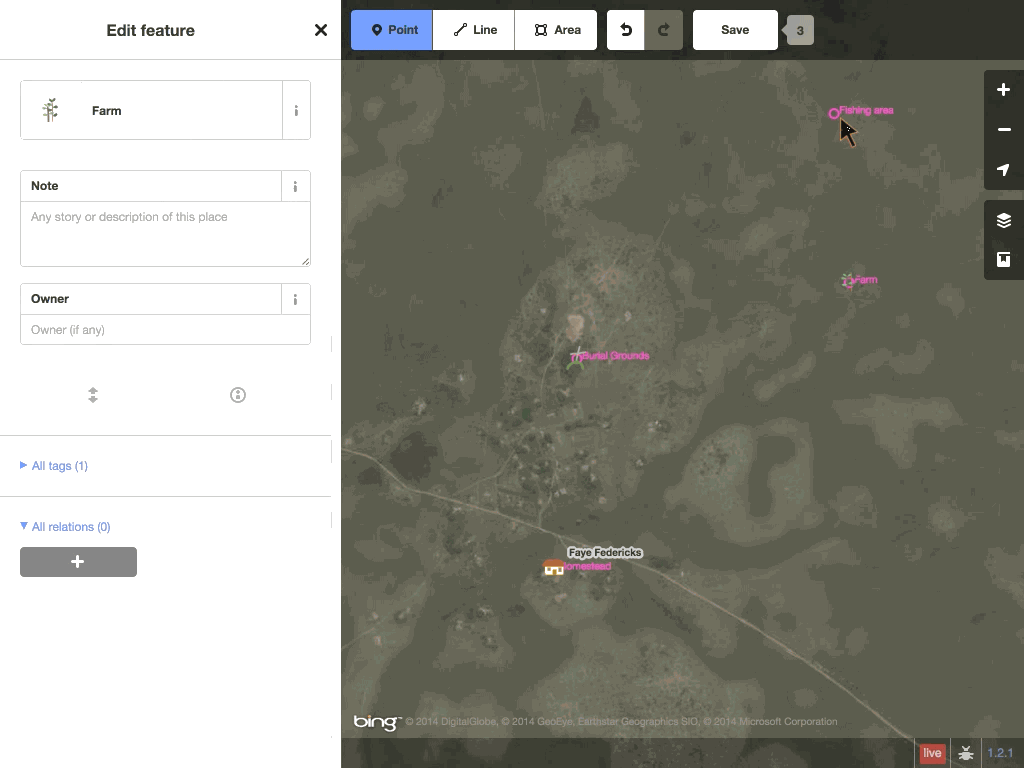 Edit feature
Point
Line
Area
Save
3
Farm
Note
Any story or description of this place
Owner
Owner (if any)
All tags (1)
All relations (0)
Fishing area
Farm
Burial Grounds
Faye Federicks
Homestead
bing
© 2014 DigitalGlobe, © 2014 GeoEye, Earthstar Geographics SIO, © 2014 Microsoft Corporation
live
1.2.1